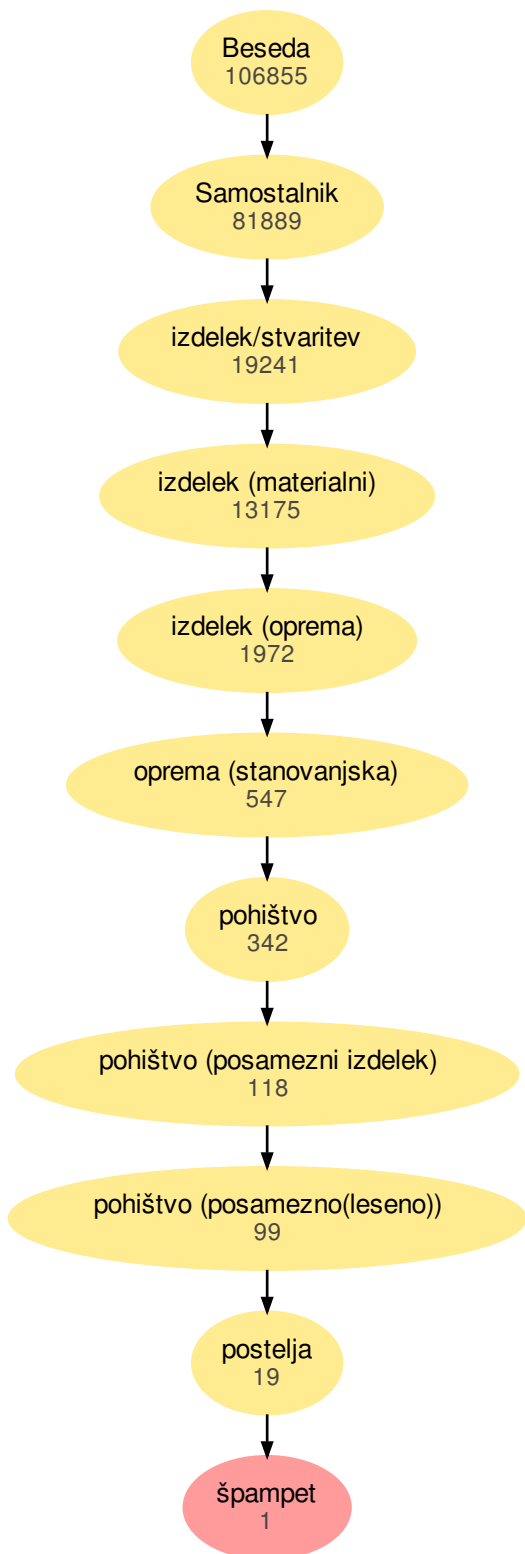 Beseda
106855
Samostalnik
81889
izdelek/stvaritev
19241
izdelek (materialni)
13175
izdelek (oprema)
1972
oprema (stanovanjska)
547
pohištvo
342
pohištvo (posamezni izdelek)
118
pohištvo (posamezno(leseno))
99
postelja
19
špampet
1